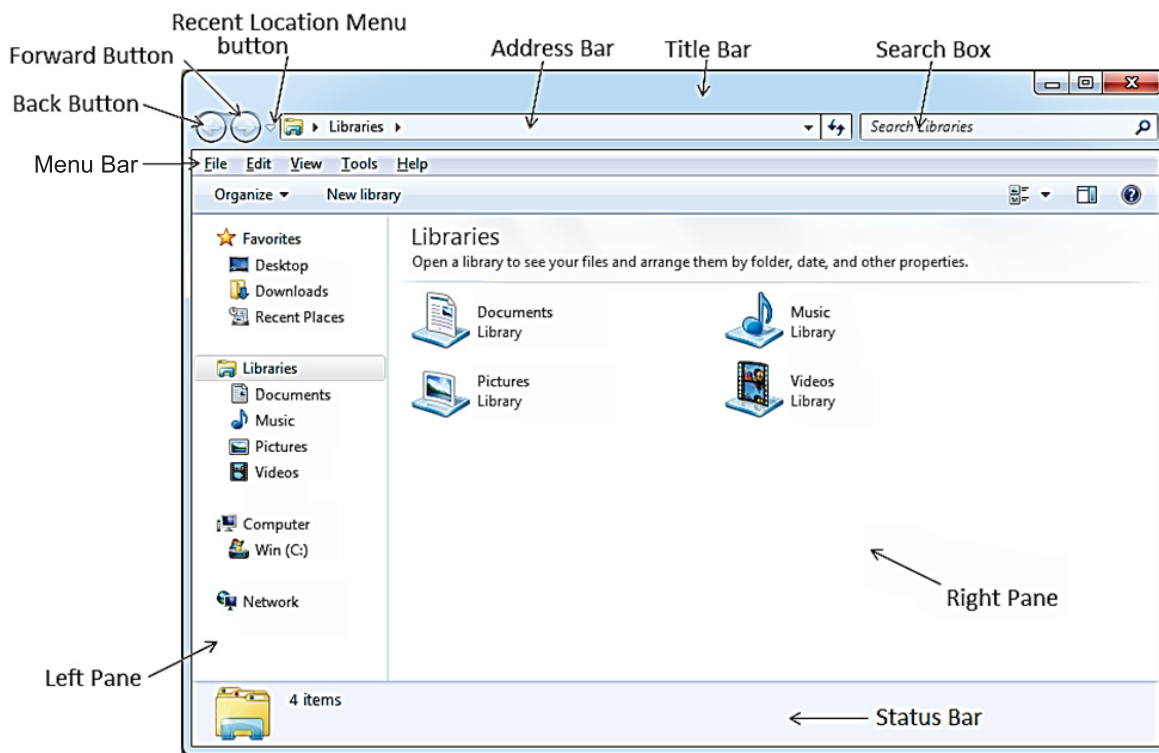 Recent Location Menu
button
Forward Button
Address Bar
Title Bar
Search Box
Back Button
Libraries
Search Libraries
Menu Bar
File Edit View Tools Help
Organize New library
Favorites
Desktop
Downloads
Recent Places
Libraries
Documents
Music
Pictures
Videos
Computer
Win (C:)
Network
Libraries
Open a library to see your files and arrange them by folder, date, and other properties.
Documents
Library
Music
Library
Pictures
Library
Videos
Library
Right Pane
Left Pane
4 items
Status Bar